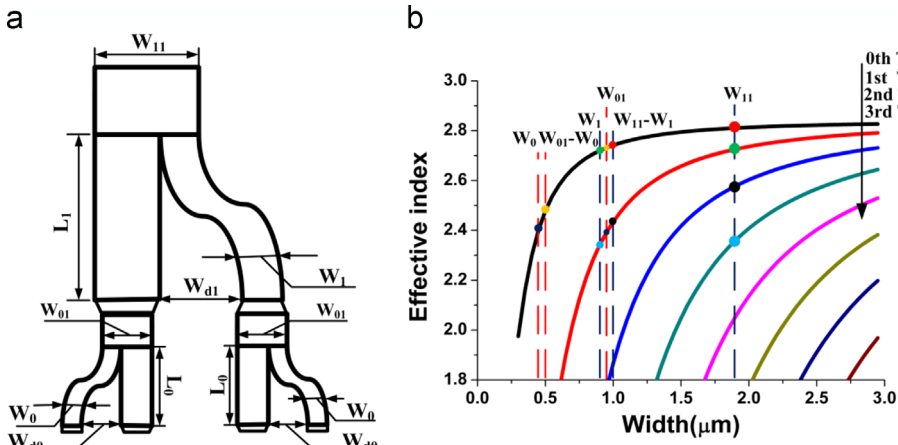 a
W11
L1
W1
Wd1
W01
W01
L0
L0
W0
W0
Wd0
Wd0
b
0th T
1st T
2nd T
3rd T
W01
W1
W11-W1
W11
W0 W01-W0
Effective index
3.0
2.8
2.6
2.4
2.2
2.0
1.8
0.0 0.5 1.0 1.5 2.0 2.5 3.0
Width(μm)